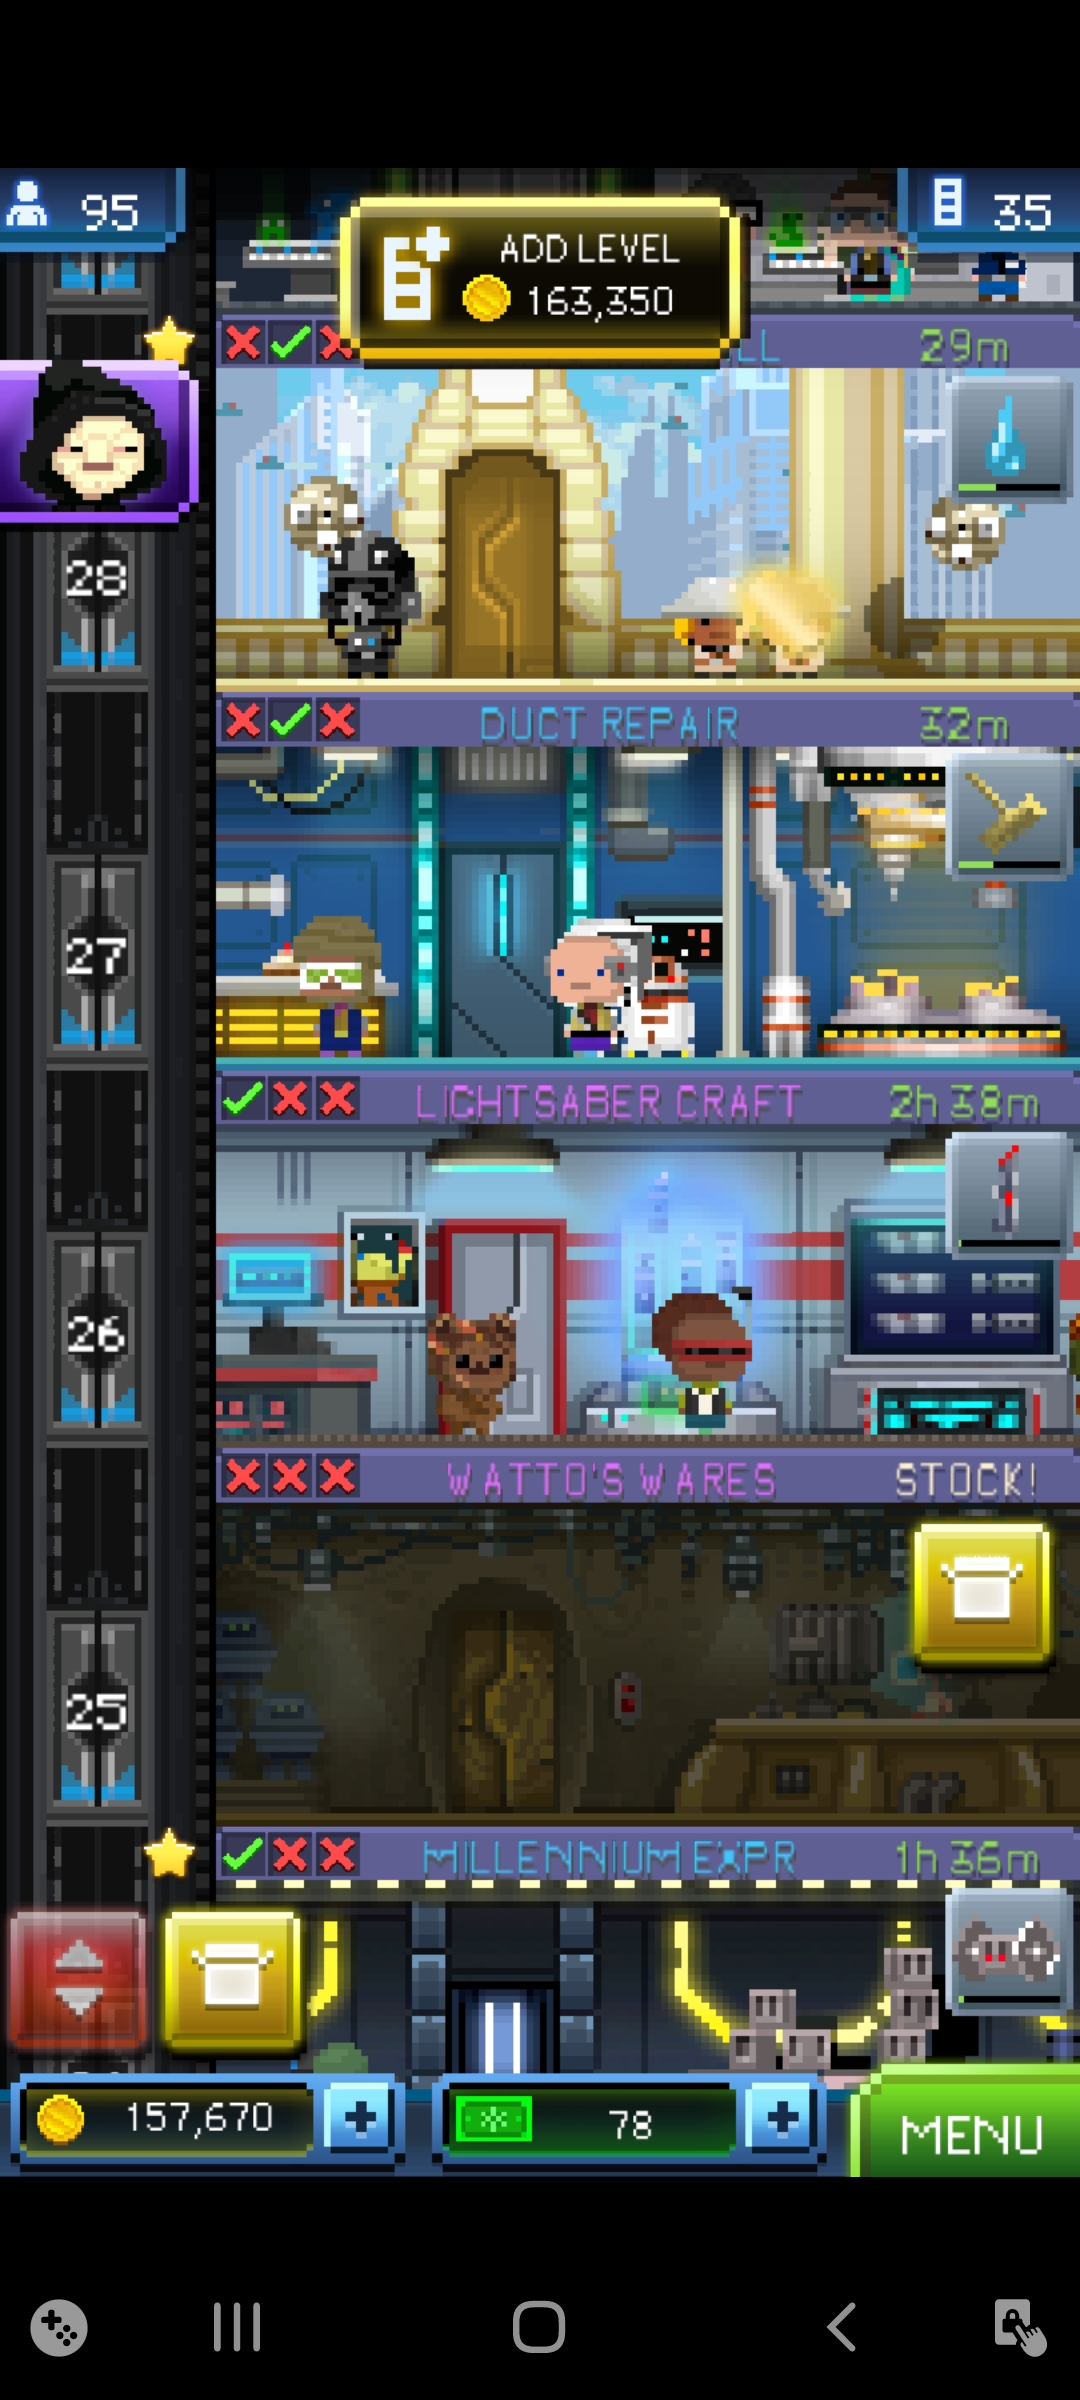 95
35
ADD LEVEL
163,350
LL
29m
28
DUCT REPAIR
32m
27
LIGHTSABER CRAFT
2h 38m
26
WATTO'S WARES
STOCK!
25
MILLENNIUM EXPR
1h 36m
157,670
78
MENU